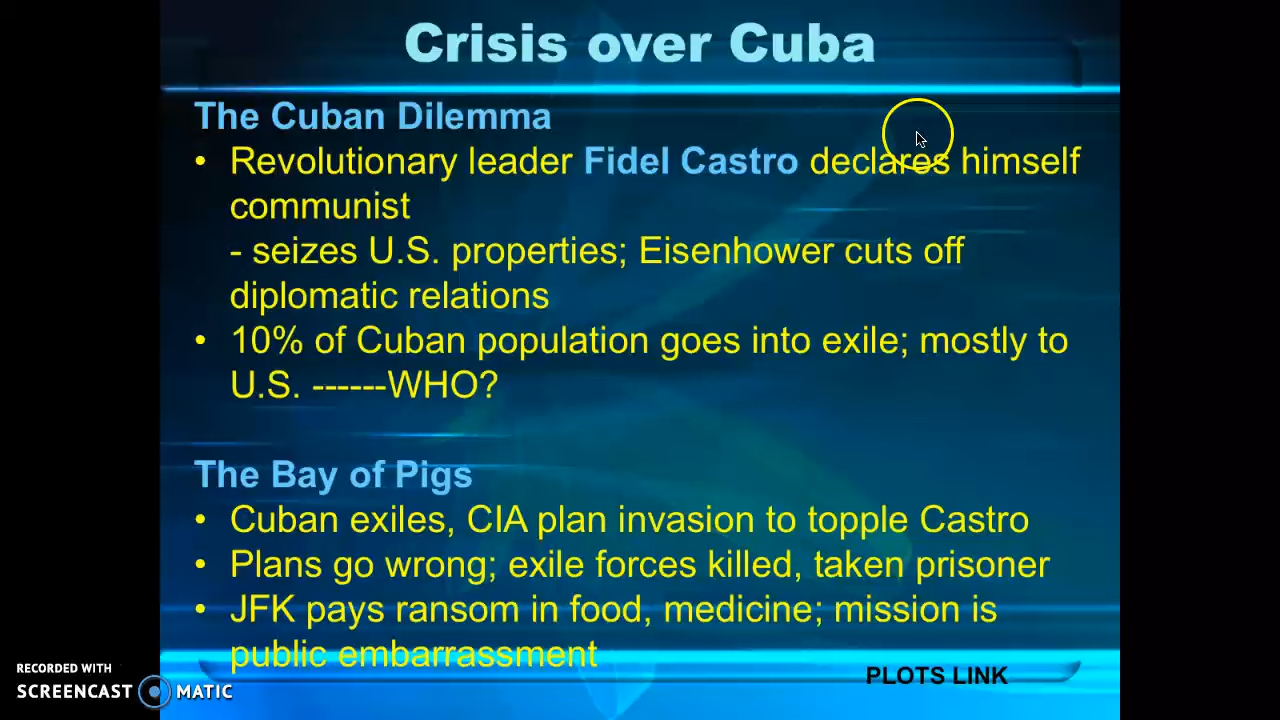 Crisis over Cuba
The Cuban Dilemma
• Revolutionary leader Fidel Castro declares himself
communist
- seizes U.S. properties; Eisenhower cuts off
diplomatic relations
• 10% of Cuban population goes into exile; mostly to
U.S. ------WHO?
The Bay of Pigs
• Cuban exiles, CIA plan invasion to topple Castro
• Plans go wrong; exile forces killed, taken prisoner
• JFK pays ransom in food, medicine; mission is
public embarrassment
PLOTS LINK
RECORDED WITH
SCREENCAST MATIC